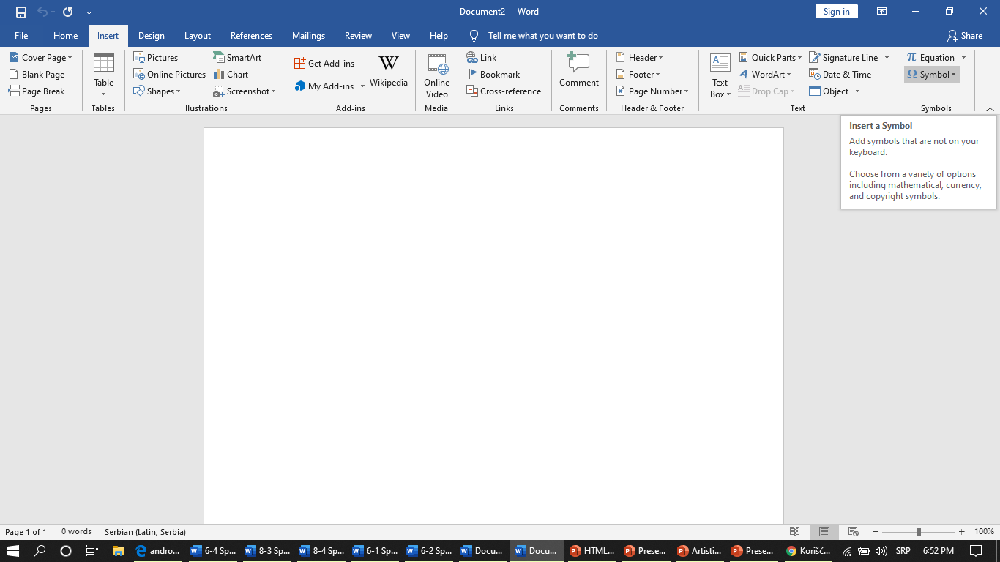 Document2 - Word
Sign in
File Home Insert Design Layout References Mailings Review View Help Tell me what you want to do Share
Cover Page
Blank Page
Page Break
Pages
Table
Tables
Pictures
Online Pictures
Shapes
SmartArt
Chart
Screenshot
Illustrations
Get Add-ins
My Add-ins
W
Wikipedia
Add-ins
Online
Video
Media
Link
Bookmark
Cross-reference
Links
Comment
Comments
Header
Footer
Page Number
Header & Footer
Text
Box
Quick Parts
WordArt
Drop Cap
Signature Line
Date & Time
Object
Text
π Equation
Ω Symbol
Symbols
Insert a Symbol
Add symbols that are not on your
keyboard.
Choose from a variety of options
including mathematical, currency,
and copyright symbols.
Page 1 of 1 0 words Serbian (Latin, Serbia) 100%
andro... 6-4 Sp... 8-3 Sp... 8-4 Sp... 6-1 Sp... 6-2 Sp... Docu... Docu... HTML... Prese... Artisti... Prese... Korišć... SRP 6:52 PM